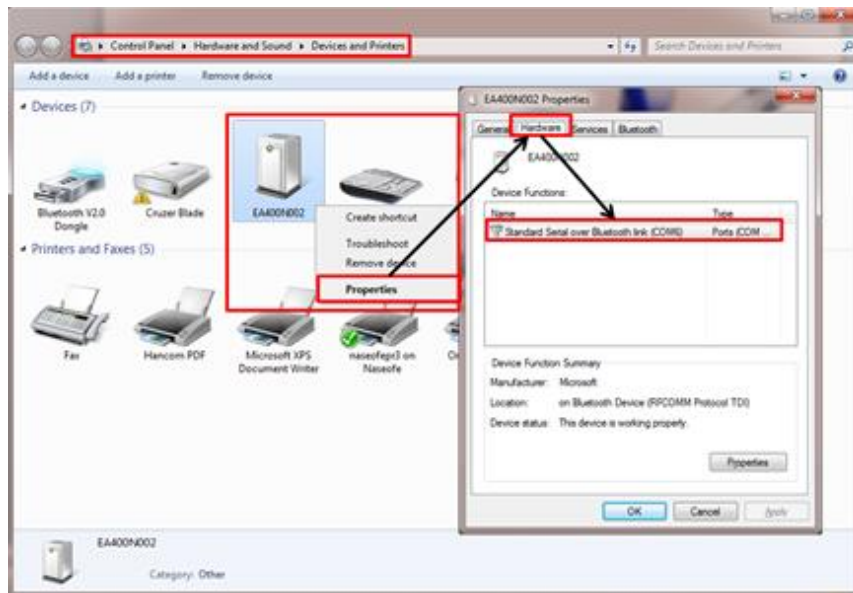 Control Panel ▸ Hardware and Sound ▸ Devices and Printers
Search Devices and Printers
Add a device
Add a printer
Remove device
Devices (7)
Bluetooth V2.0
Dongle
Cruzer Blade
EA400N002
Create shortcut
Troubleshoot
Remove device
Properties
Printers and Faxes (5)
Fax
Hancom PDF
Microsoft XPS
Document Writer
naseofepr3 on
Naseofe
EA400N002 Properties
General
Hardware
Services
Bluetooth
EA400N002
Device Functions:
Name
Type
Standard Serial over Bluetooth link (COM6)
Ports (COM ...
Device Function Summary
Manufacturer: Microsoft
Location: on Bluetooth Device (RFCOMM Protocol TDI)
Device status: This device is working properly.
Properties
OK
Cancel
Apply
EA400N002
Category: Other